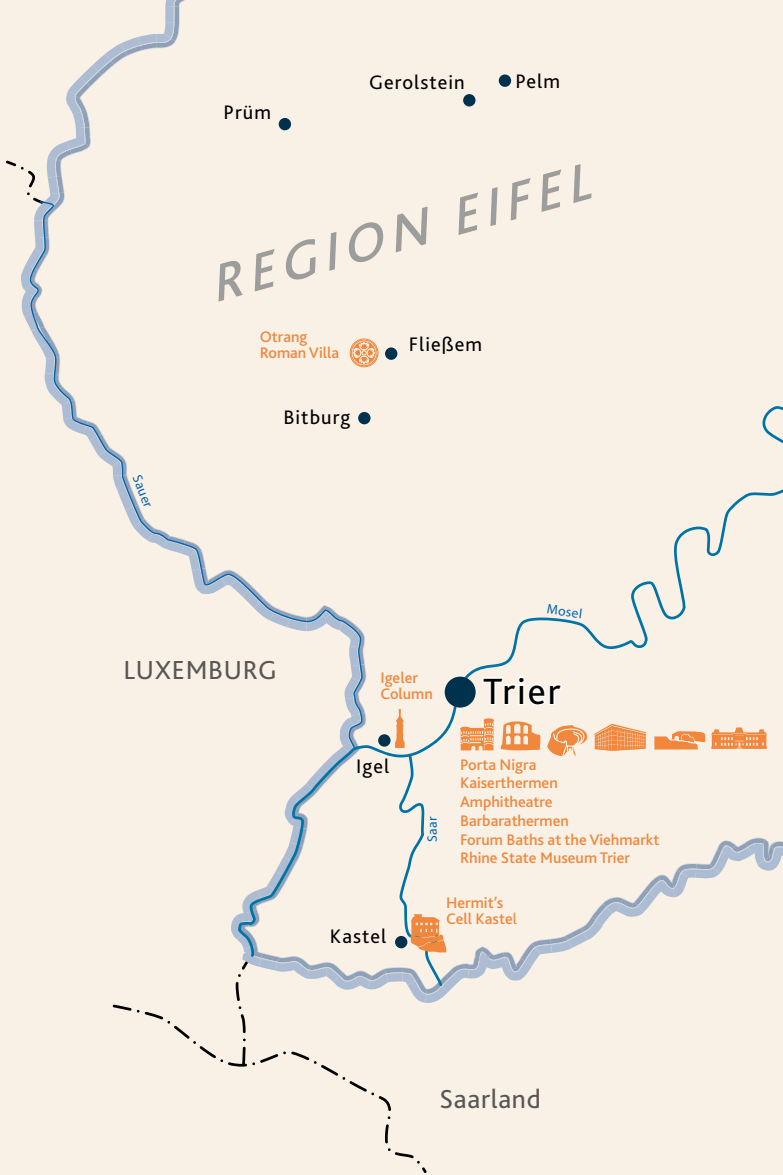 Gerolstein
Pelm
Prüm
REGION EIFEL
Otrang
Roman Villa
Fließem
Bitburg
Sauer
Mosel
LUXEMBURG
Igeler
Column
Trier
Igel
Porta Nigra
Kaiserthermen
Amphitheatre
Barbarathermen
Forum Baths at the Viehmarkt
Rhine State Museum Trier
Saar
Hermit's
Cell Kastel
Kastel
Saarland